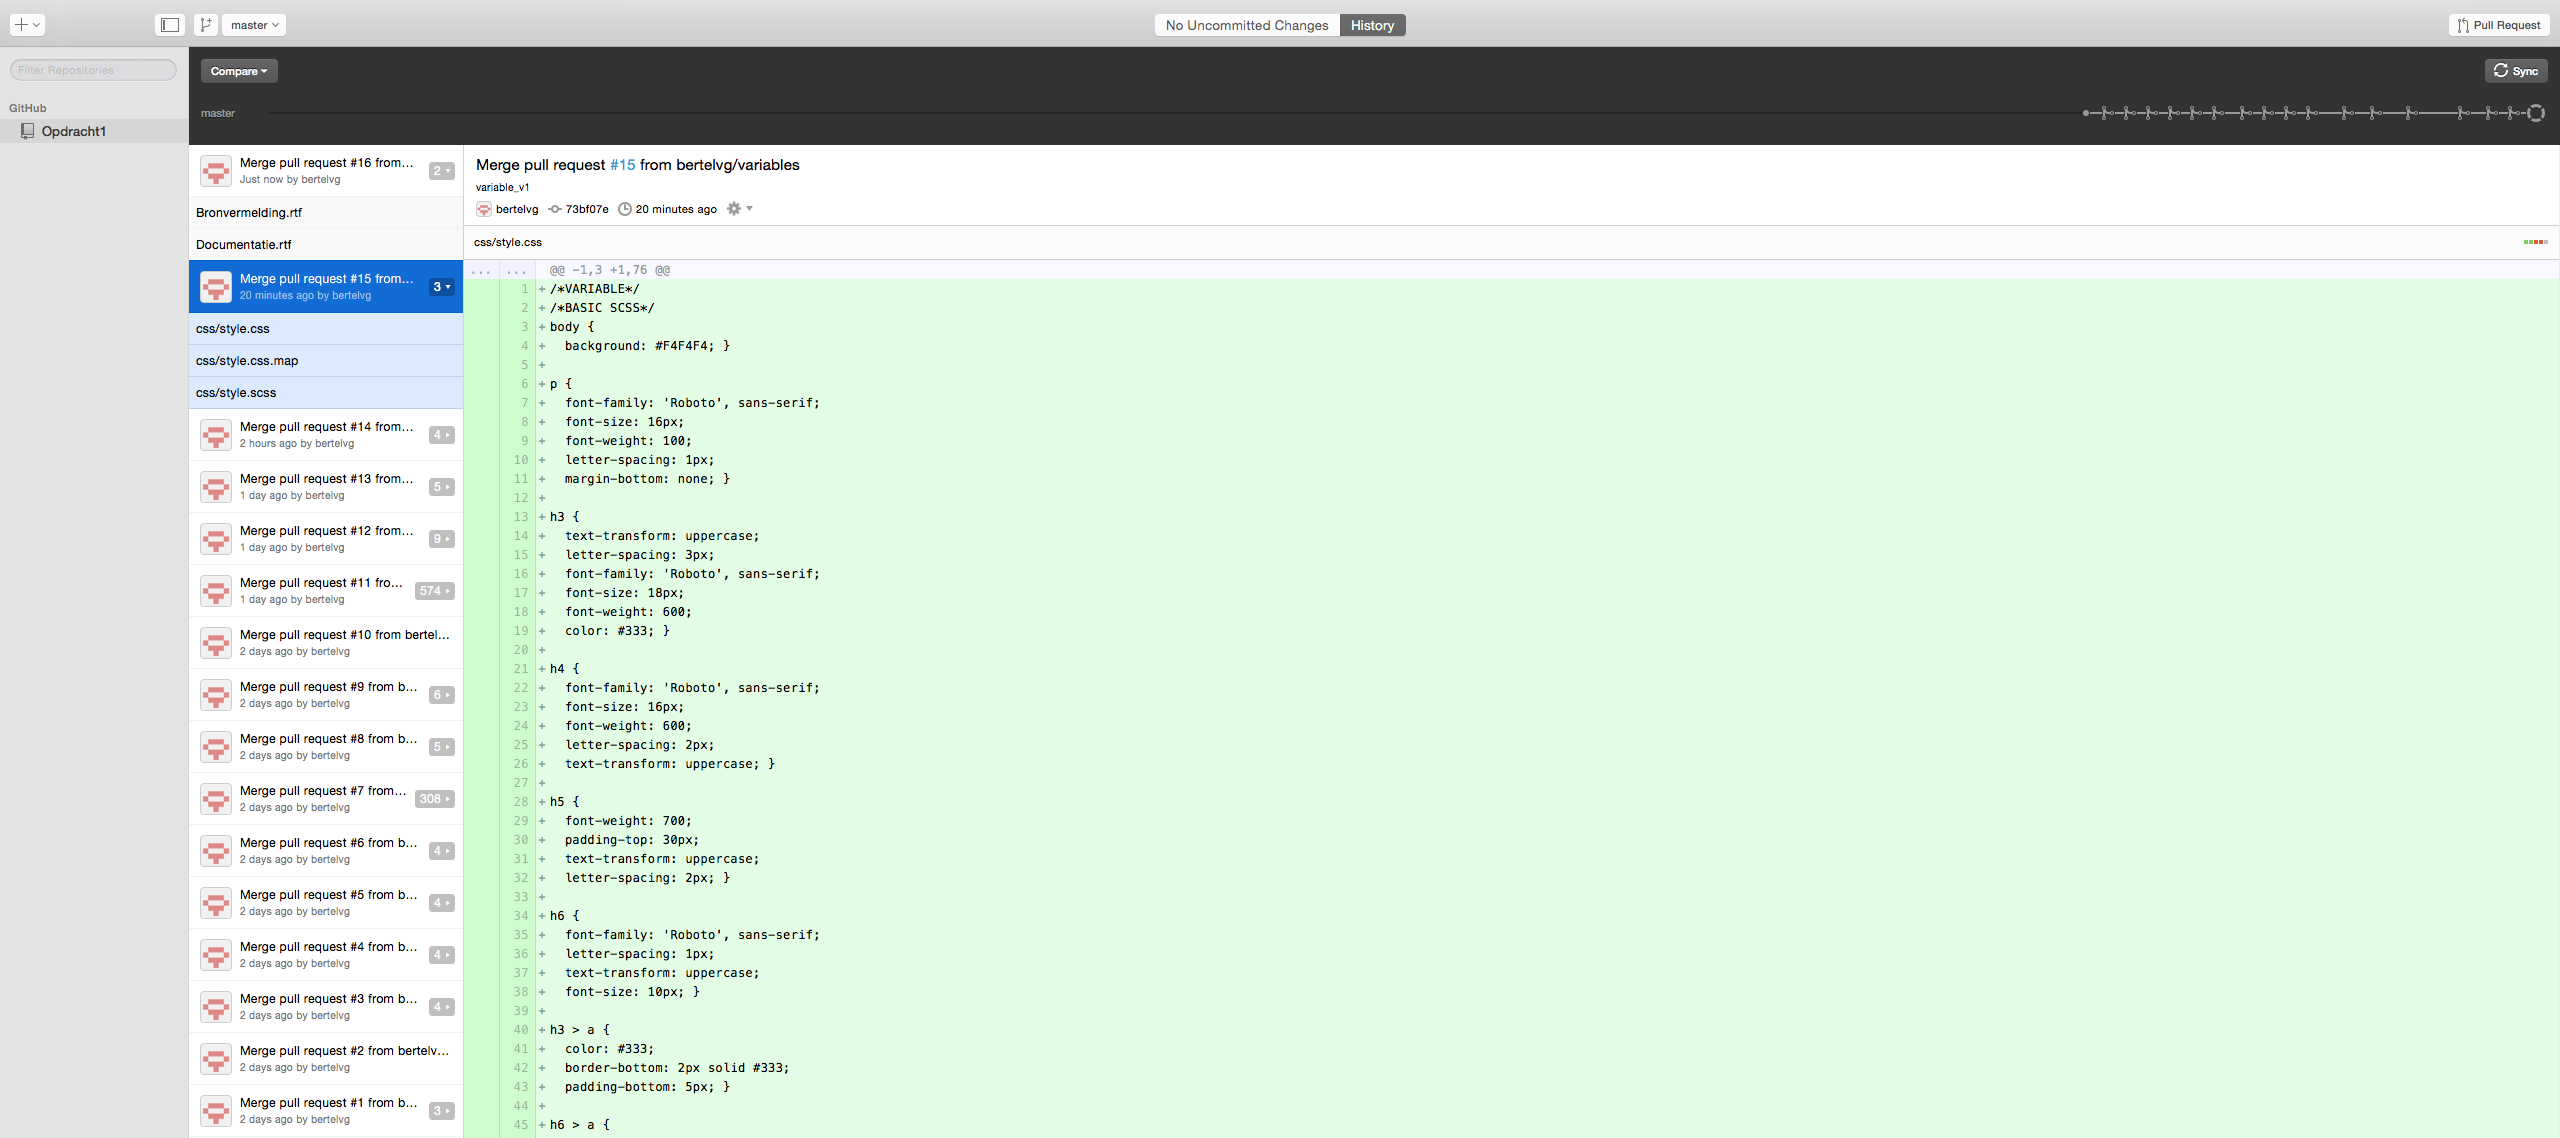 master
No Uncommitted Changes
History
Pull Request
Filter Repositories
GitHub
Opdracht1
Compare
Sync
master
Merge pull request #16 from...
Just now by bertelvg
2
Bronvermelding.rtf
Documentatie.rtf
Merge pull request #15 from...
20 minutes ago by bertelvg
3
css/style.css
css/style.css.map
css/style.scss
Merge pull request #14 from...
2 hours ago by bertelvg
4
Merge pull request #13 from...
1 day ago by bertelvg
5
Merge pull request #12 from...
1 day ago by bertelvg
9
Merge pull request #11 fro...
1 day ago by bertelvg
574
Merge pull request #10 from bertel...
2 days ago by bertelvg
Merge pull request #9 from b...
2 days ago by bertelvg
6
Merge pull request #8 from b...
2 days ago by bertelvg
5
Merge pull request #7 from...
2 days ago by bertelvg
308
Merge pull request #6 from b...
2 days ago by bertelvg
4
Merge pull request #5 from b...
2 days ago by bertelvg
4
Merge pull request #4 from b...
2 days ago by bertelvg
4
Merge pull request #3 from b...
2 days ago by bertelvg
4
Merge pull request #2 from bertelv...
2 days ago by bertelvg
Merge pull request #1 from b...
2 days ago by bertelvg
3
Merge pull request #15 from bertelvg/variables
variable_v1
bertelvg 73bf07e 20 minutes ago
css/style.css
... ... @@ -1,3 +1,76 @@
1 +/*VARIABLE*/
2 +/*BASIC SCSS*/
3 +body {
4 +  background: #F4F4F4; }
5 +
6 +p {
7 +  font-family: 'Roboto', sans-serif;
8 +  font-size: 16px;
9 +  font-weight: 100;
10 +  letter-spacing: 1px;
11 +  margin-bottom: none; }
12 +
13 +h3 {
14 +  text-transform: uppercase;
15 +  letter-spacing: 3px;
16 +  font-family: 'Roboto', sans-serif;
17 +  font-size: 18px;
18 +  font-weight: 600;
19 +  color: #333; }
20 +
21 +h4 {
22 +  font-family: 'Roboto', sans-serif;
23 +  font-size: 16px;
24 +  font-weight: 600;
25 +  letter-spacing: 2px;
26 +  text-transform: uppercase; }
27 +
28 +h5 {
29 +  font-weight: 700;
30 +  padding-top: 30px;
31 +  text-transform: uppercase;
32 +  letter-spacing: 2px; }
33 +
34 +h6 {
35 +  font-family: 'Roboto', sans-serif;
36 +  letter-spacing: 1px;
37 +  text-transform: uppercase;
38 +  font-size: 10px; }
39 +
40 +h3 > a {
41 +  color: #333;
42 +  border-bottom: 2px solid #333;
43 +  padding-bottom: 5px; }
44 +
45 +h6 > a {